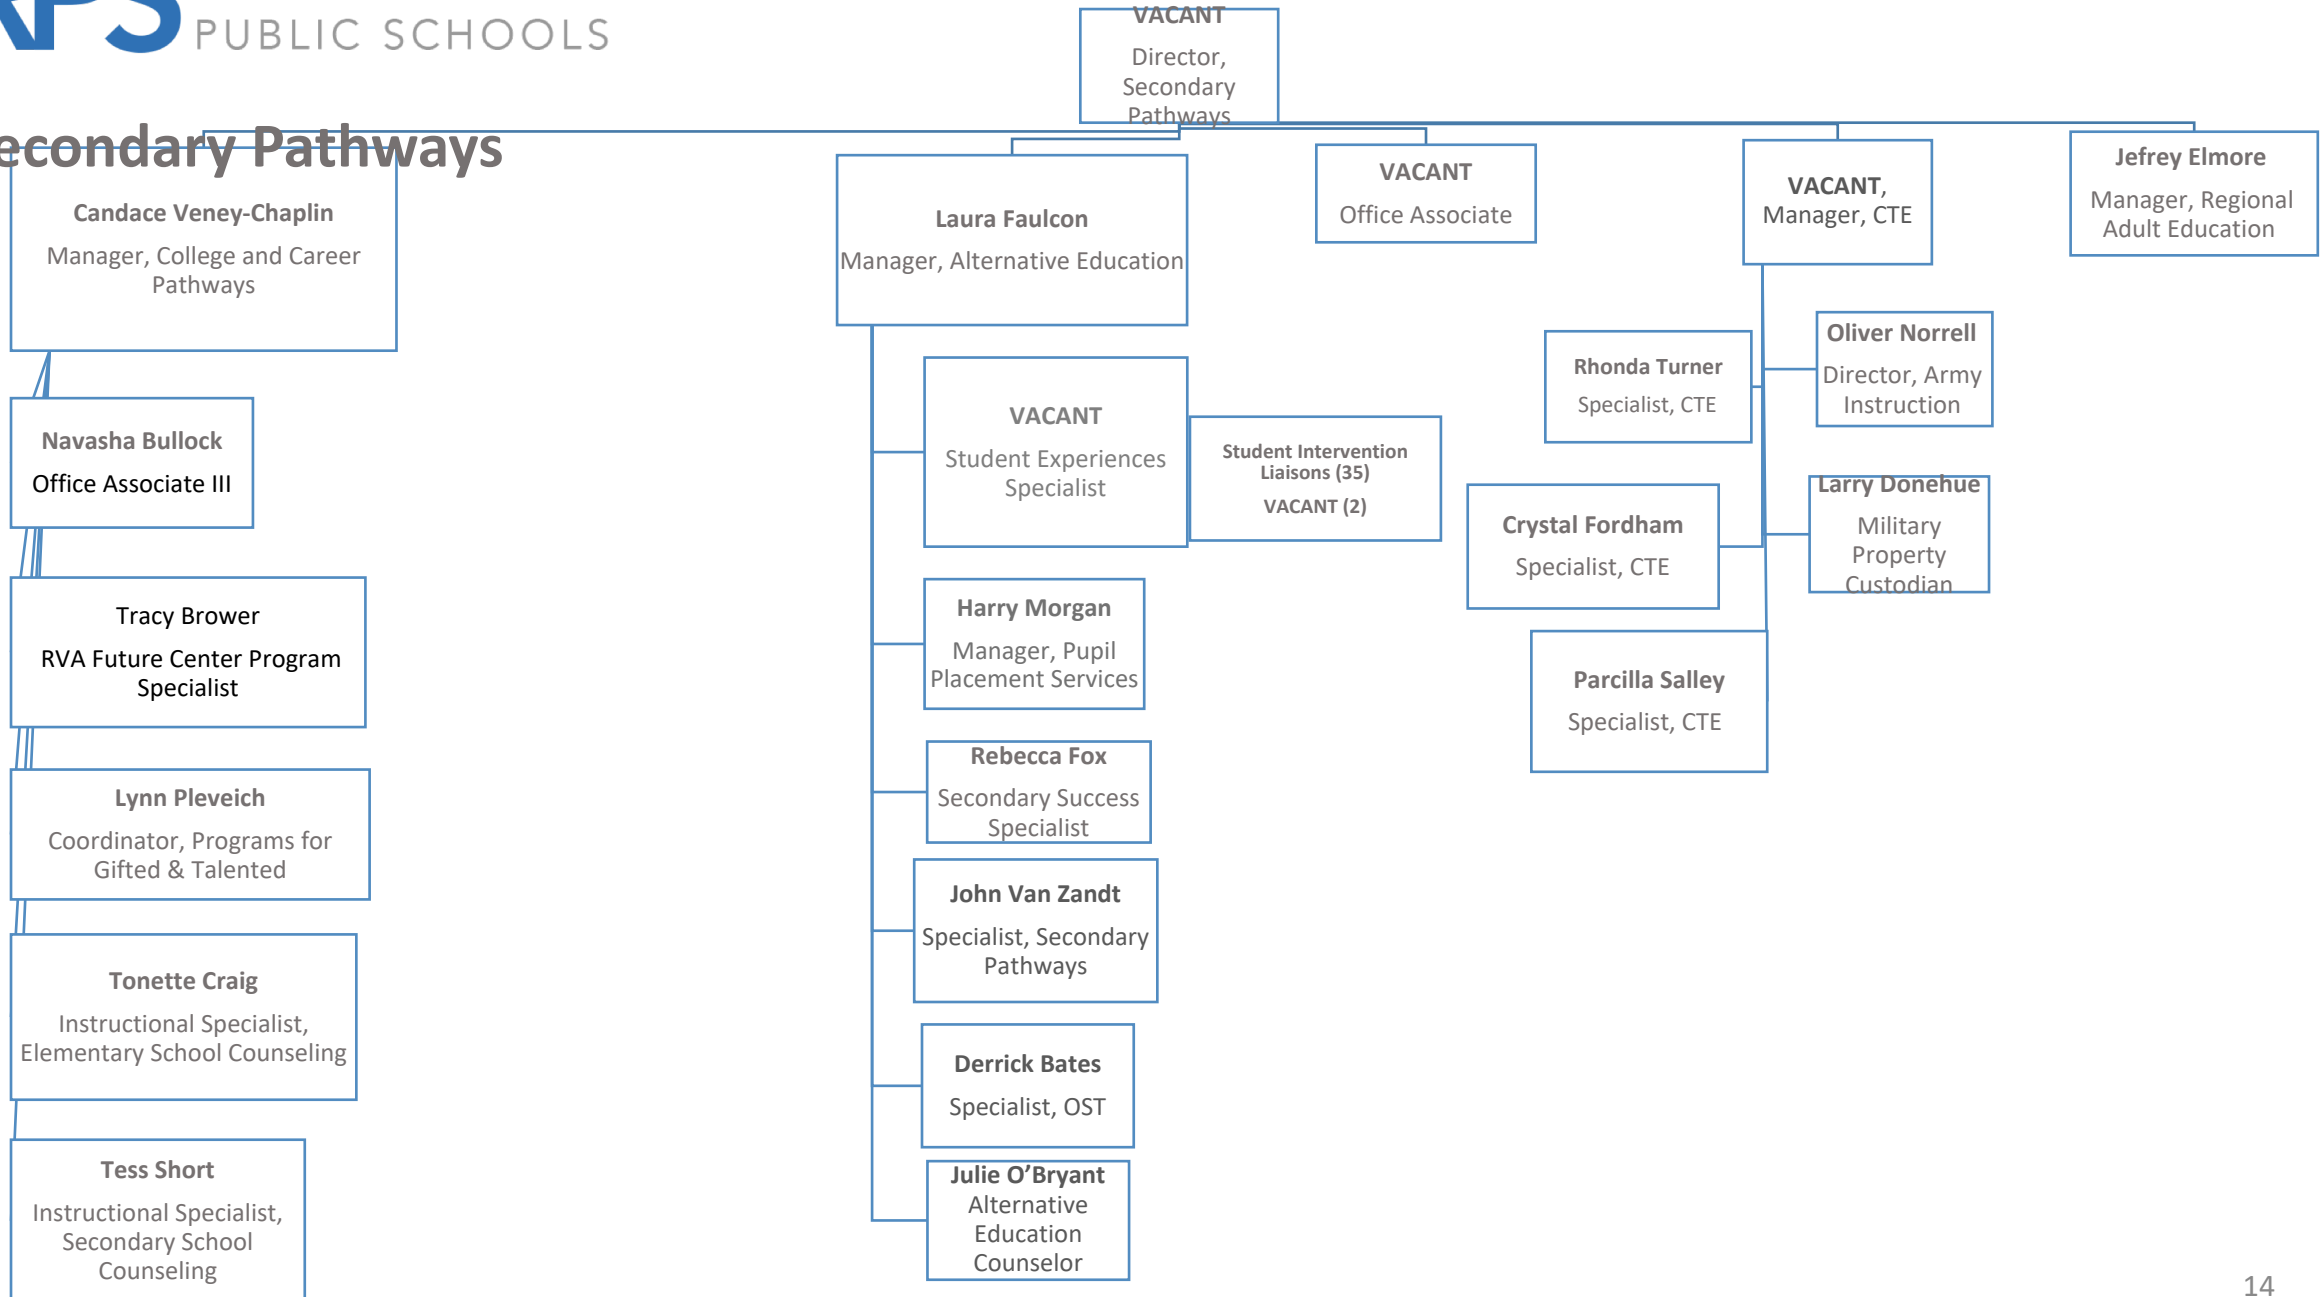 RPS
PUBLIC SCHOOLS
VACANT
Director,
Secondary
Pathways
econdary Pathways
Candace Veney-Chaplin
Manager, College and Career
Pathways
Navasha Bullock
Office Associate III
Tracy Brower
RVA Future Center Program
Specialist
Lynn Pleveich
Coordinator, Programs for
Gifted & Talented
Tonette Craig
Instructional Specialist,
Elementary School Counseling
Tess Short
Instructional Specialist,
Secondary School
Counseling
Laura Faulcon
Manager, Alternative Education
VACANT
Student Experiences
Specialist
Student Intervention
Liaisons (35)
VACANT (2)
Harry Morgan
Manager, Pupil
Placement Services
Rebecca Fox
Secondary Success
Specialist
John Van Zandt
Specialist, Secondary
Pathways
Derrick Bates
Specialist, OST
Julie O’Bryant
Alternative
Education
Counselor
VACANT
Office Associate
VACANT,
Manager, CTE
Rhonda Turner
Specialist, CTE
Oliver Norrell
Director, Army
Instruction
Crystal Fordham
Specialist, CTE
Larry Donehue
Military
Property
Custodian
Parcilla Salley
Specialist, CTE
Jefrey Elmore
Manager, Regional
Adult Education
14